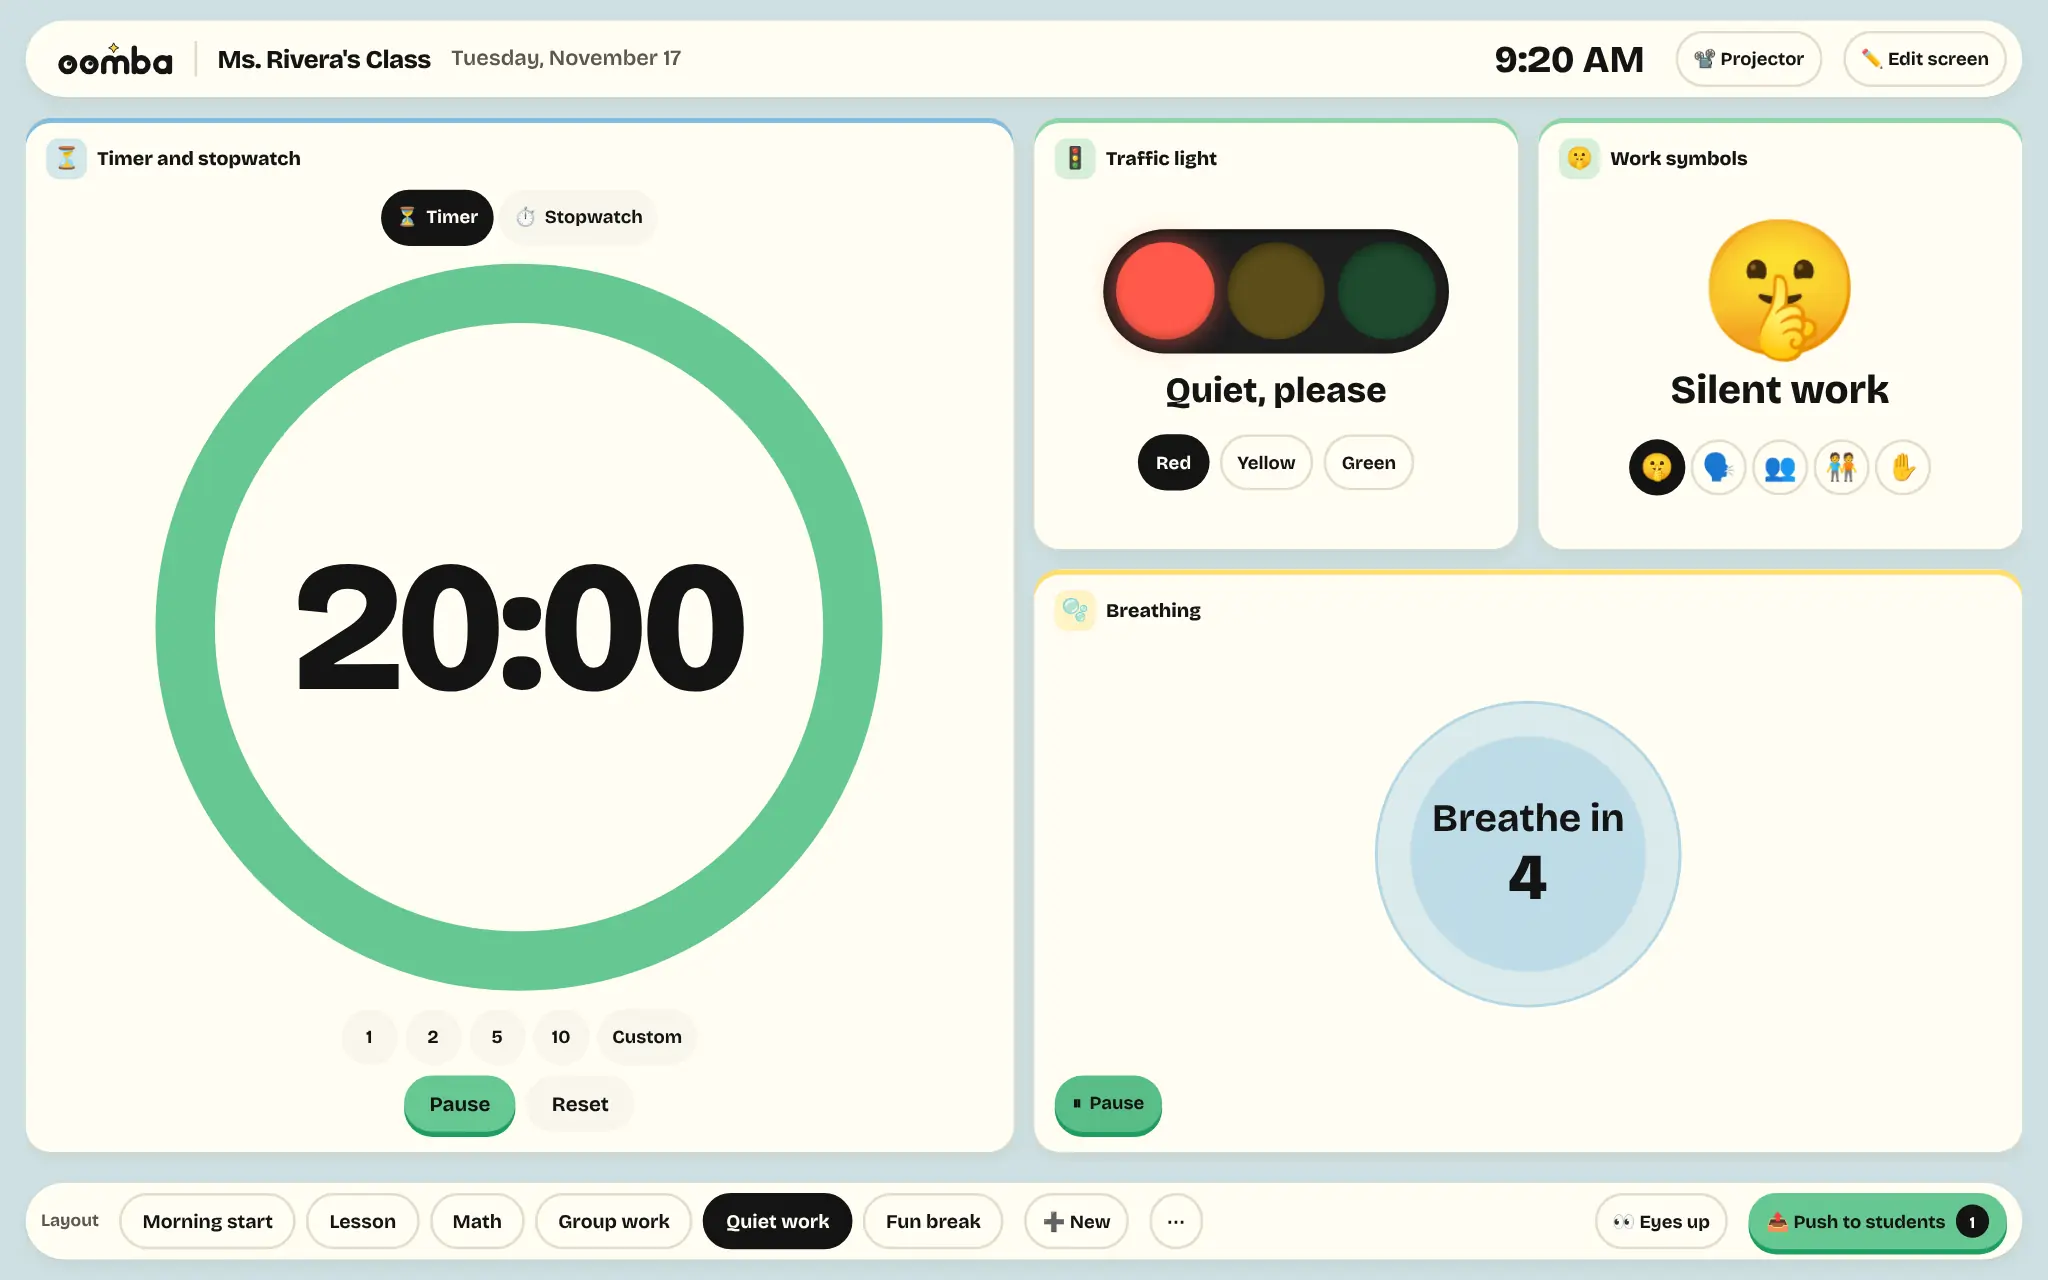 oomba
Ms. Rivera's Class
Tuesday, November 17
9:20 AM
Projector
Edit screen
Timer and stopwatch
Timer
Stopwatch
20:00
1
2
5
10
Custom
Pause
Reset
Traffic light
Quiet, please
Red
Yellow
Green
Work symbols
Silent work
Breathing
Breathe in
4
Pause
Layout
Morning start
Lesson
Math
Group work
Quiet work
Fun break
New
...
Eyes up
Push to students
1